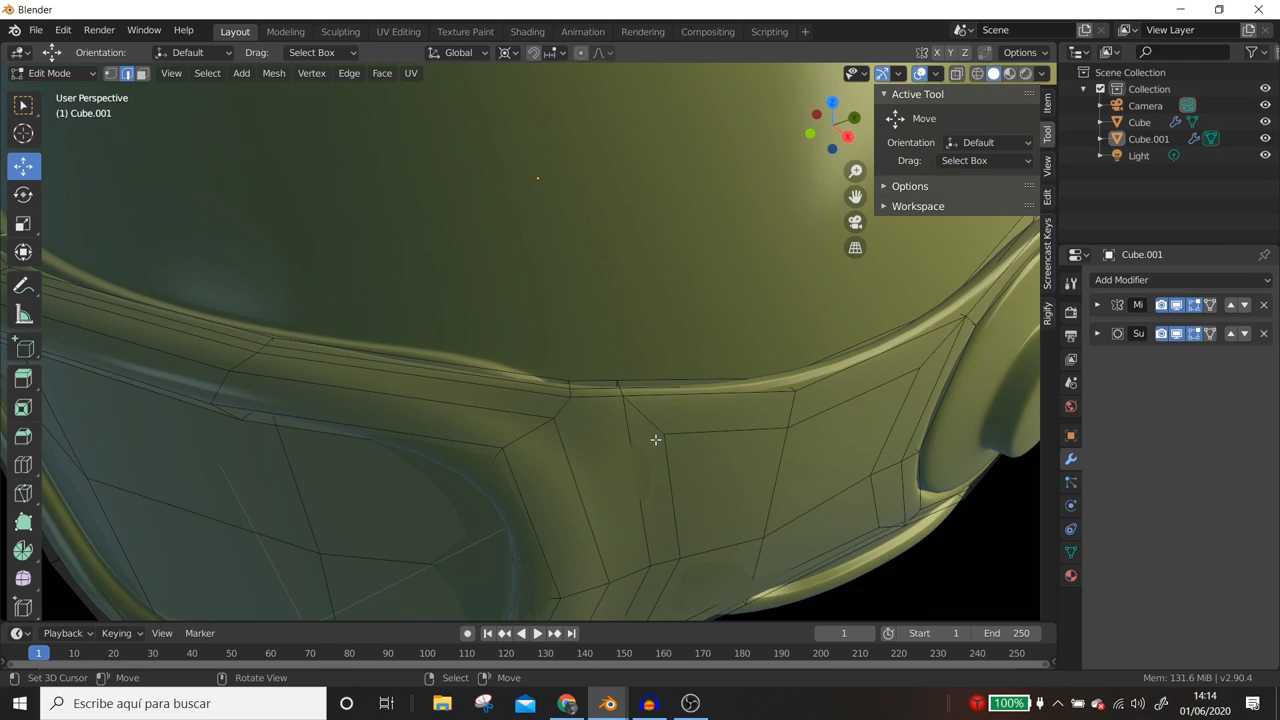 Blender
File Edit Render Window Help Layout Modeling Sculpting UV Editing Texture Paint Shading Animation Rendering Compositing Scripting + Scene View Layer
Orientation: Default Drag: Select Box Global X Y Z Options
Edit Mode View Select Add Mesh Vertex Edge Face UV
Scene Collection
Collection
Camera
Cube
Cube.001
Light
User Perspective
(1) Cube.001
Z
Y
X
Active Tool
Move
Orientation Default
Drag: Select Box
Options
Workspace
Item
Tool
View
Edit
Screencast Keys
Rigify
Cube.001
Add Modifier
Mi
Su
Playback Keying View Marker 1 Start 1 End 250
1 10 20 30 40 50 60 70 80 90 100 110 120 130 140 150 160 170 180 190 200 210 220 230 240 250
Set 3D Cursor Move Rotate View Select Move Mem: 131.6 MiB | v2.90.4
Escribe aquí para buscar 100% 14:14
01/06/2020